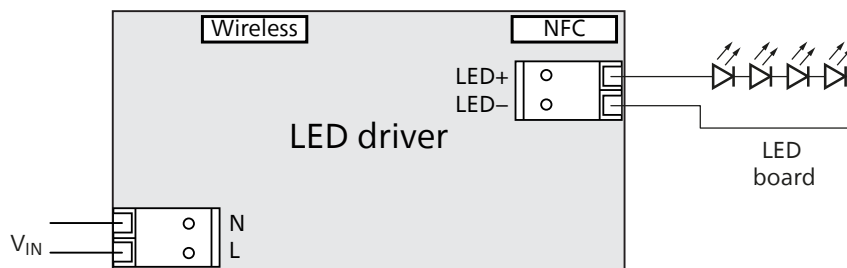 Wireless
NFC
LED+
LED–
LED driver
LED
board
N
V_IN
L